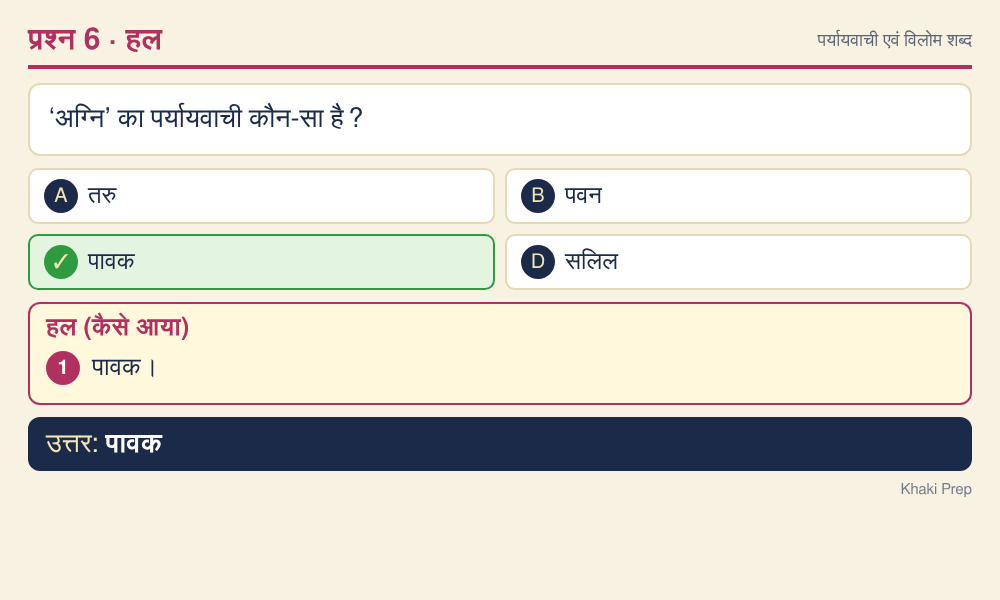 प्रश्न 6 · हल
पर्यायवाची एवं विलोम शब्द
‘अग्नि’ का पर्यायवाची कौन-सा है ?
A तरु
B पवन
✓ पावक
D सलिल
हल (कैसे आया)
1 पावक।
उत्तर: पावक
Khaki Prep